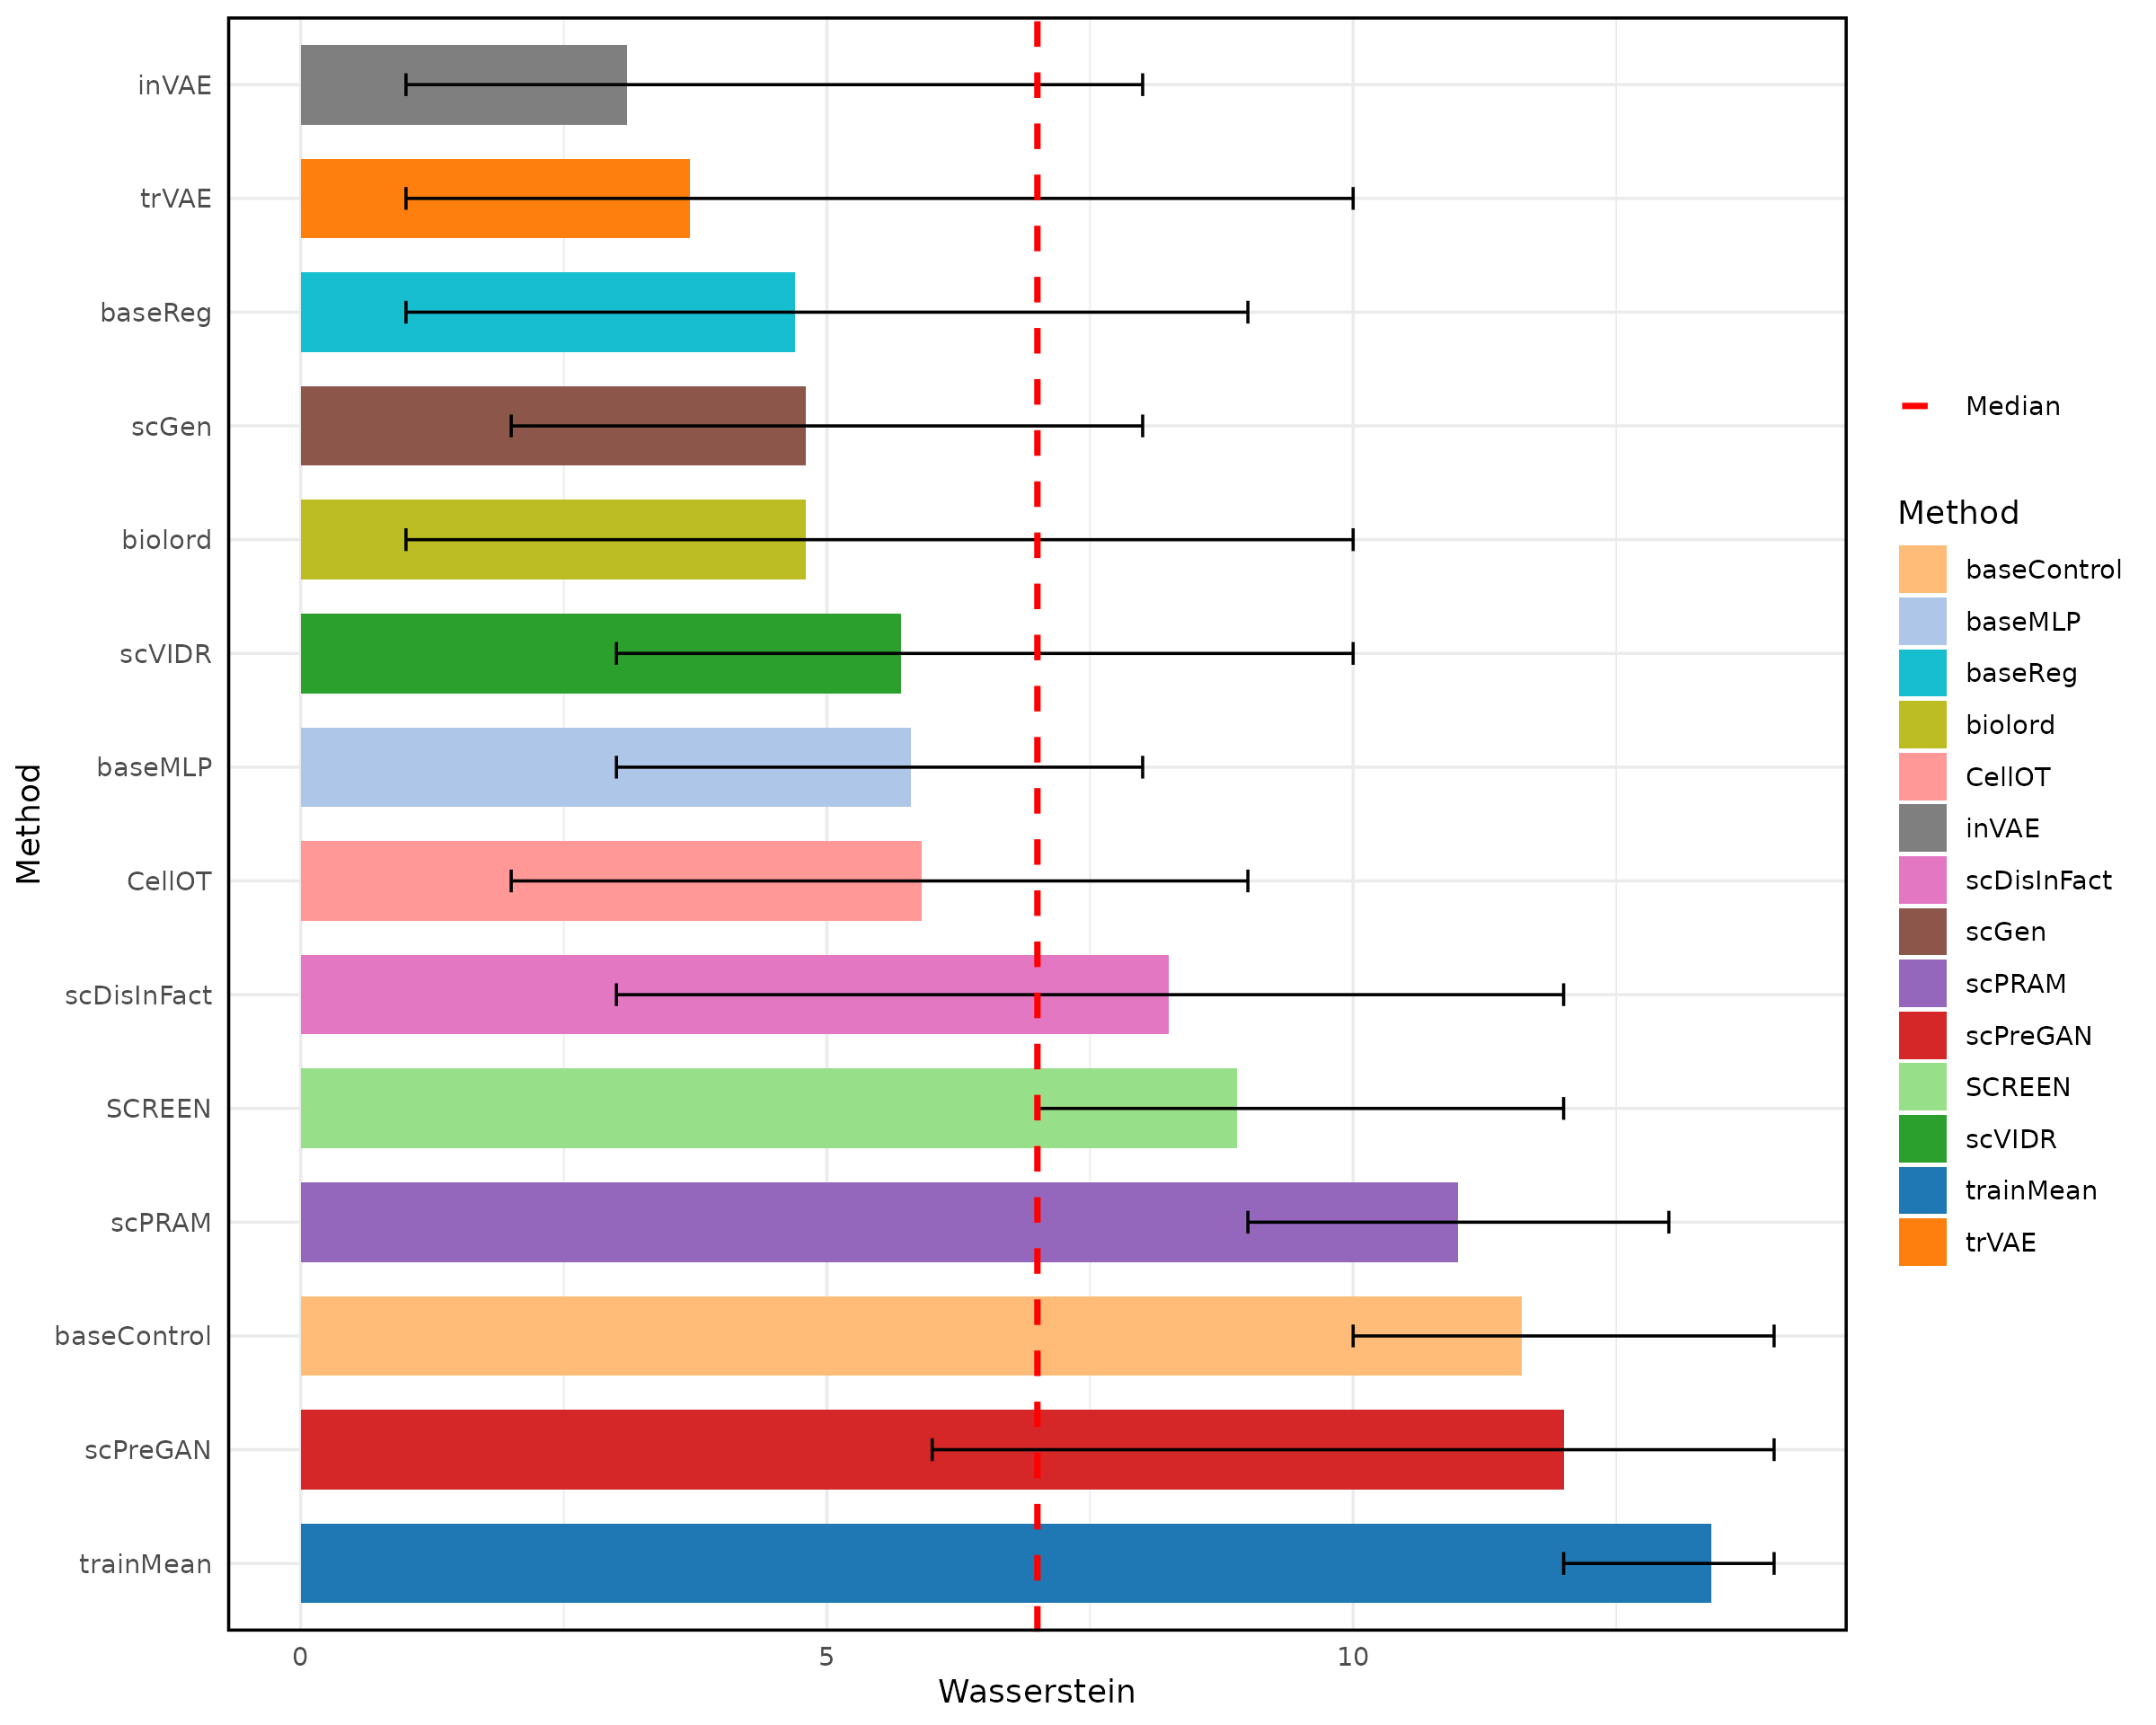 inVAE
trVAE
baseReg
scGen
biolord
scVIDR
baseMLP
CellOT
scDisInFact
SCREEN
scPRAM
baseControl
scPreGAN
trainMean
Method
0 5 10
Wasserstein
Median
Method
baseControl
baseMLP
baseReg
biolord
CellOT
inVAE
scDisInFact
scGen
scPRAM
scPreGAN
SCREEN
scVIDR
trainMean
trVAE